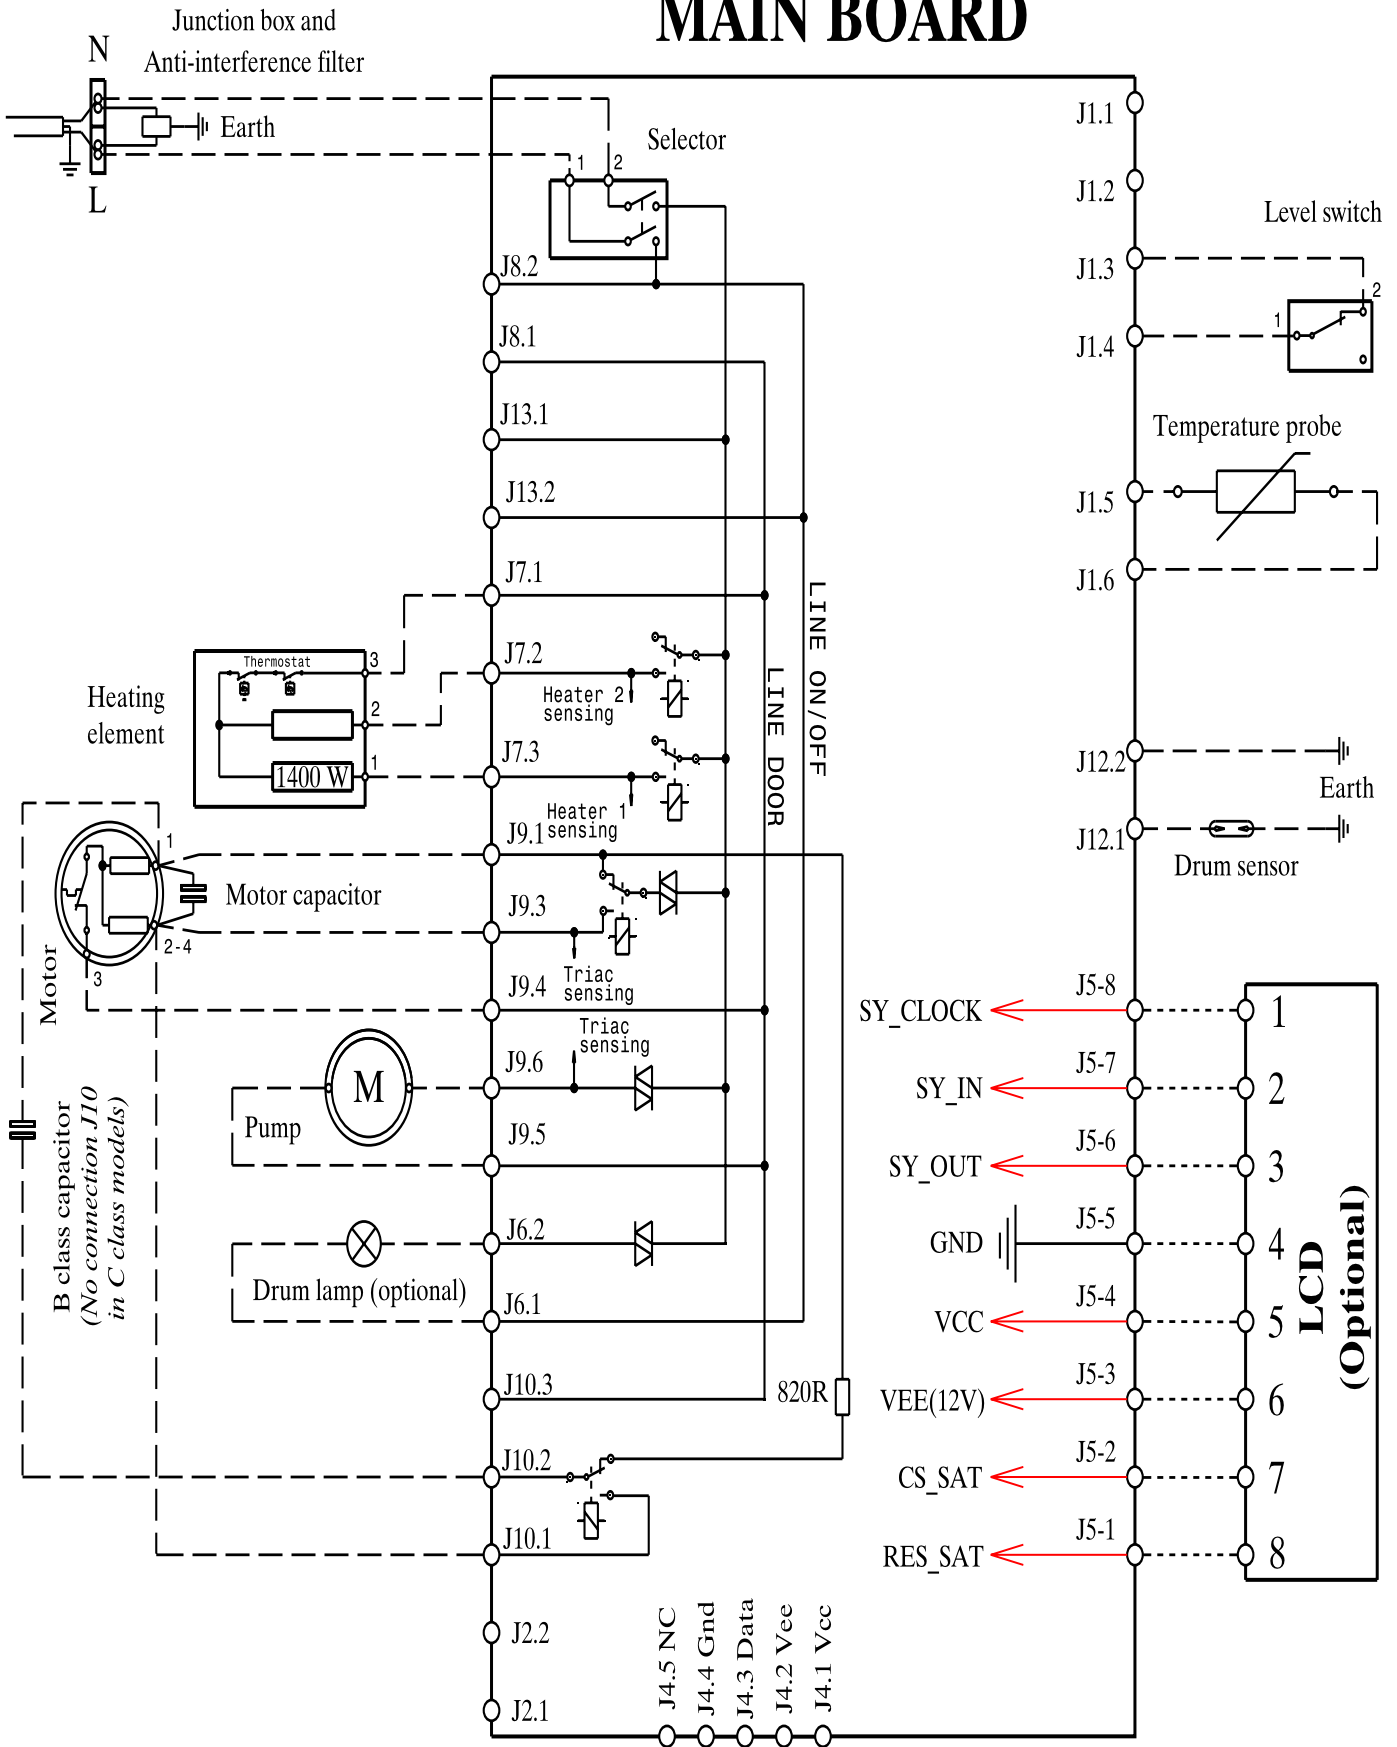 MAIN BOARD
Junction box and
Anti-interference filter
N
Earth
L
Selector
1
2
J8.2
J8.1
J13.1
J13.2
J7.1
J7.2
J7.3
J9.1
J9.3
J9.4
J9.6
J9.5
J6.2
J6.1
J10.3
J10.2
J10.1
J2.2
J2.1
Heating
element
Thermostat
3
2
1
1400 W
Heater 2
sensing
Heater 1
sensing
LINE DOOR
LINE ON/OFF
Motor
1
2-4
3
Motor capacitor
Triac
sensing
Triac
sensing
M
Pump
Drum lamp (optional)
B class capacitor
(No connection J10
in C class models)
820R
J4.5 NC
J4.4 Gnd
J4.3 Data
J4.2 Vee
J4.1 Vcc
J1.1
J1.2
J1.3
J1.4
J1.5
J1.6
Level switch
1
2
Temperature probe
J12.2
J12.1
Earth
Drum sensor
SY_CLOCK
J5-8
1
SY_IN
J5-7
2
SY_OUT
J5-6
3
GND
J5-5
4
VCC
J5-4
5
VEE(12V)
J5-3
6
CS_SAT
J5-2
7
RES_SAT
J5-1
8
LCD
(Optional)